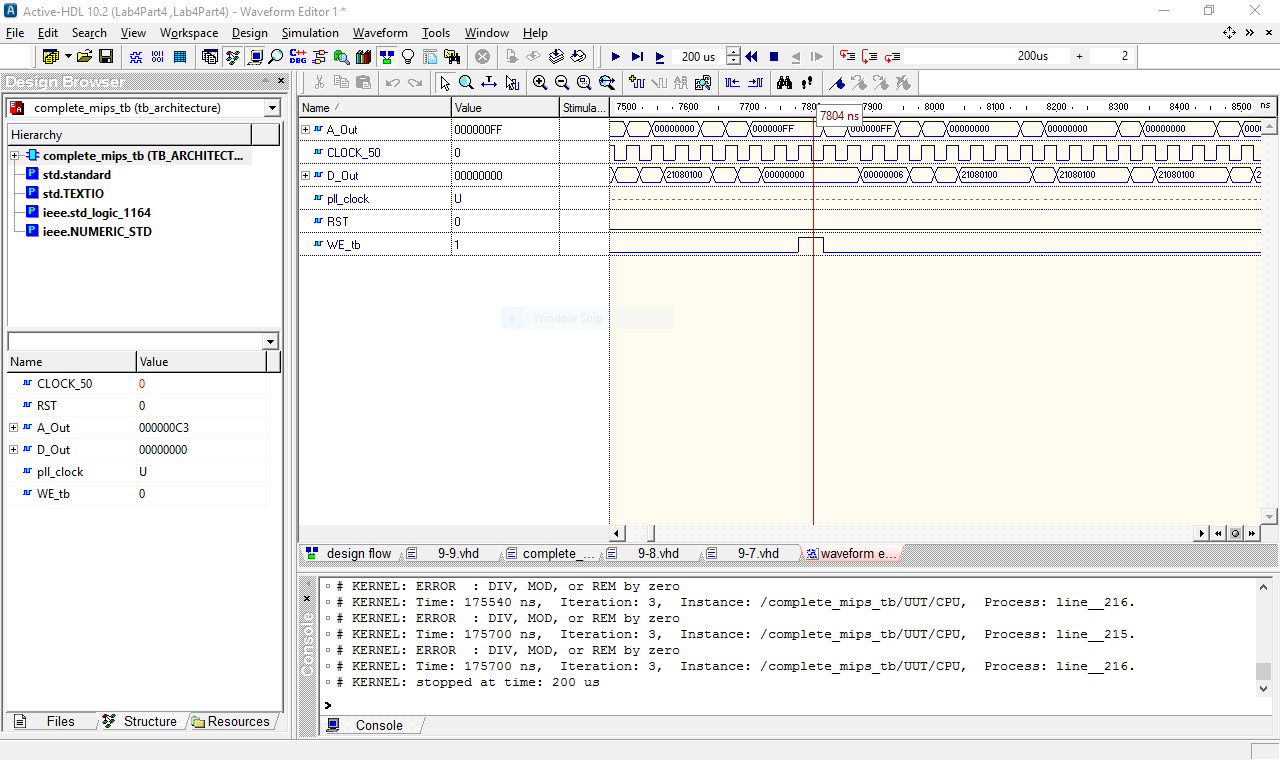 Active-HDL 10.2 (Lab4Part4 ,Lab4Part4) - Waveform Editor 1 *
File Edit Search View Workspace Design Simulation Waveform Tools Window Help
200 us 200us + 2
Design Browser
complete_mips_tb (tb_architecture)
Hierarchy
complete_mips_tb (TB_ARCHITECT...
std.standard
std.TEXTIO
ieee.std_logic_1164
ieee.NUMERIC_STD
Name Value
CLOCK_50 0
RST 0
A_Out 000000C3
D_Out 00000000
pll_clock U
WE_tb 0
Files Structure Resources
Name Value Stimula... 7500 7600 7700 7800 7900 8000 8100 8200 8300 8400 8500 ns
7804 ns
A_Out 000000FF 00000000 000000FF 000000FF 00000000 00000000 00000000
CLOCK_50 0
D_Out 00000000 21080100 00000000 00000006 21080100 21080100 21080100
pll_clock U
RST 0
WE_tb 1
Window Snip
design flow 9-9.vhd complete_... 9-8.vhd 9-7.vhd waveform e...
# KERNEL: ERROR : DIV, MOD, or REM by zero
# KERNEL: Time: 175540 ns, Iteration: 3, Instance: /complete_mips_tb/UUT/CPU, Process: line__216.
# KERNEL: ERROR : DIV, MOD, or REM by zero
# KERNEL: Time: 175700 ns, Iteration: 3, Instance: /complete_mips_tb/UUT/CPU, Process: line__215.
# KERNEL: ERROR : DIV, MOD, or REM by zero
# KERNEL: Time: 175700 ns, Iteration: 3, Instance: /complete_mips_tb/UUT/CPU, Process: line__216.
# KERNEL: stopped at time: 200 us
>
Console
Console